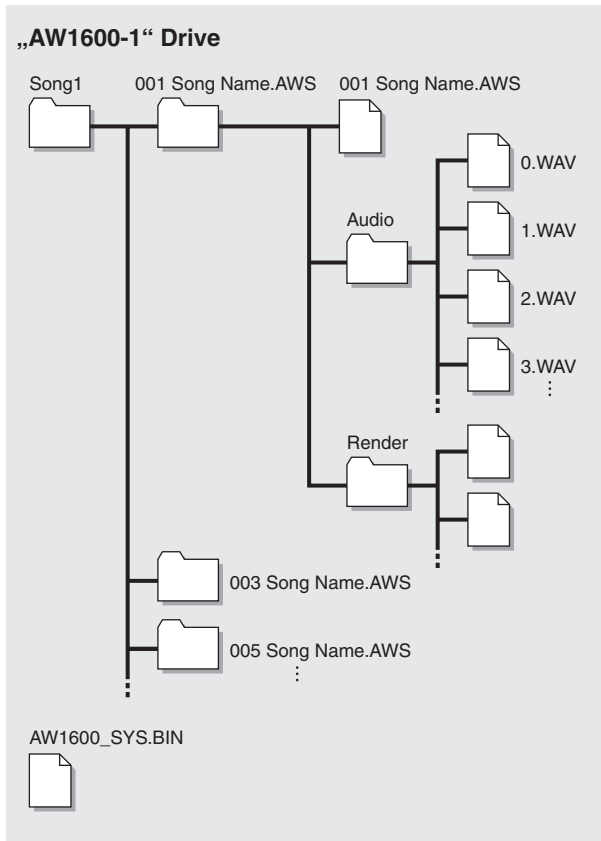 „AW1600-1“ Drive
Song1
001 Song Name.AWS
001 Song Name.AWS
0.WAV
Audio
1.WAV
2.WAV
3.WAV
⋮
Render
003 Song Name.AWS
005 Song Name.AWS
⋮
AW1600_SYS.BIN